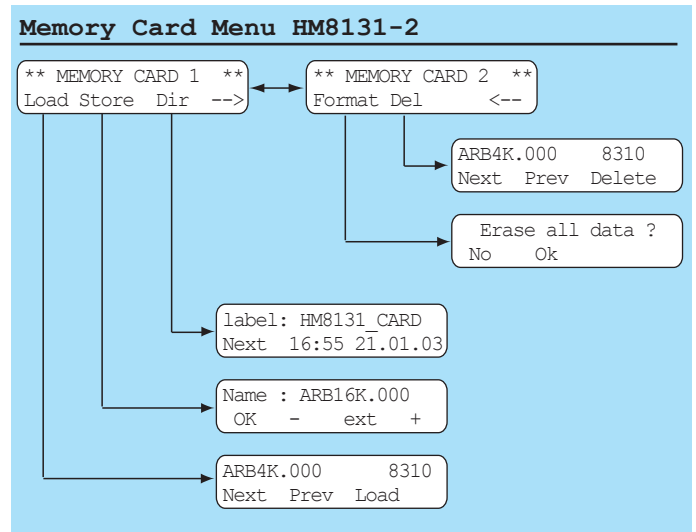 Memory Card Menu HM8131-2
** MEMORY CARD 1 **
Load Store Dir -->
** MEMORY CARD 2 **
Format Del <--
ARB4K.000 8310
Next Prev Delete
Erase all data ?
No Ok
label: HM8131_CARD
Next 16:55 21.01.03
Name : ARB16K.000
OK - ext +
ARB4K.000 8310
Next Prev Load